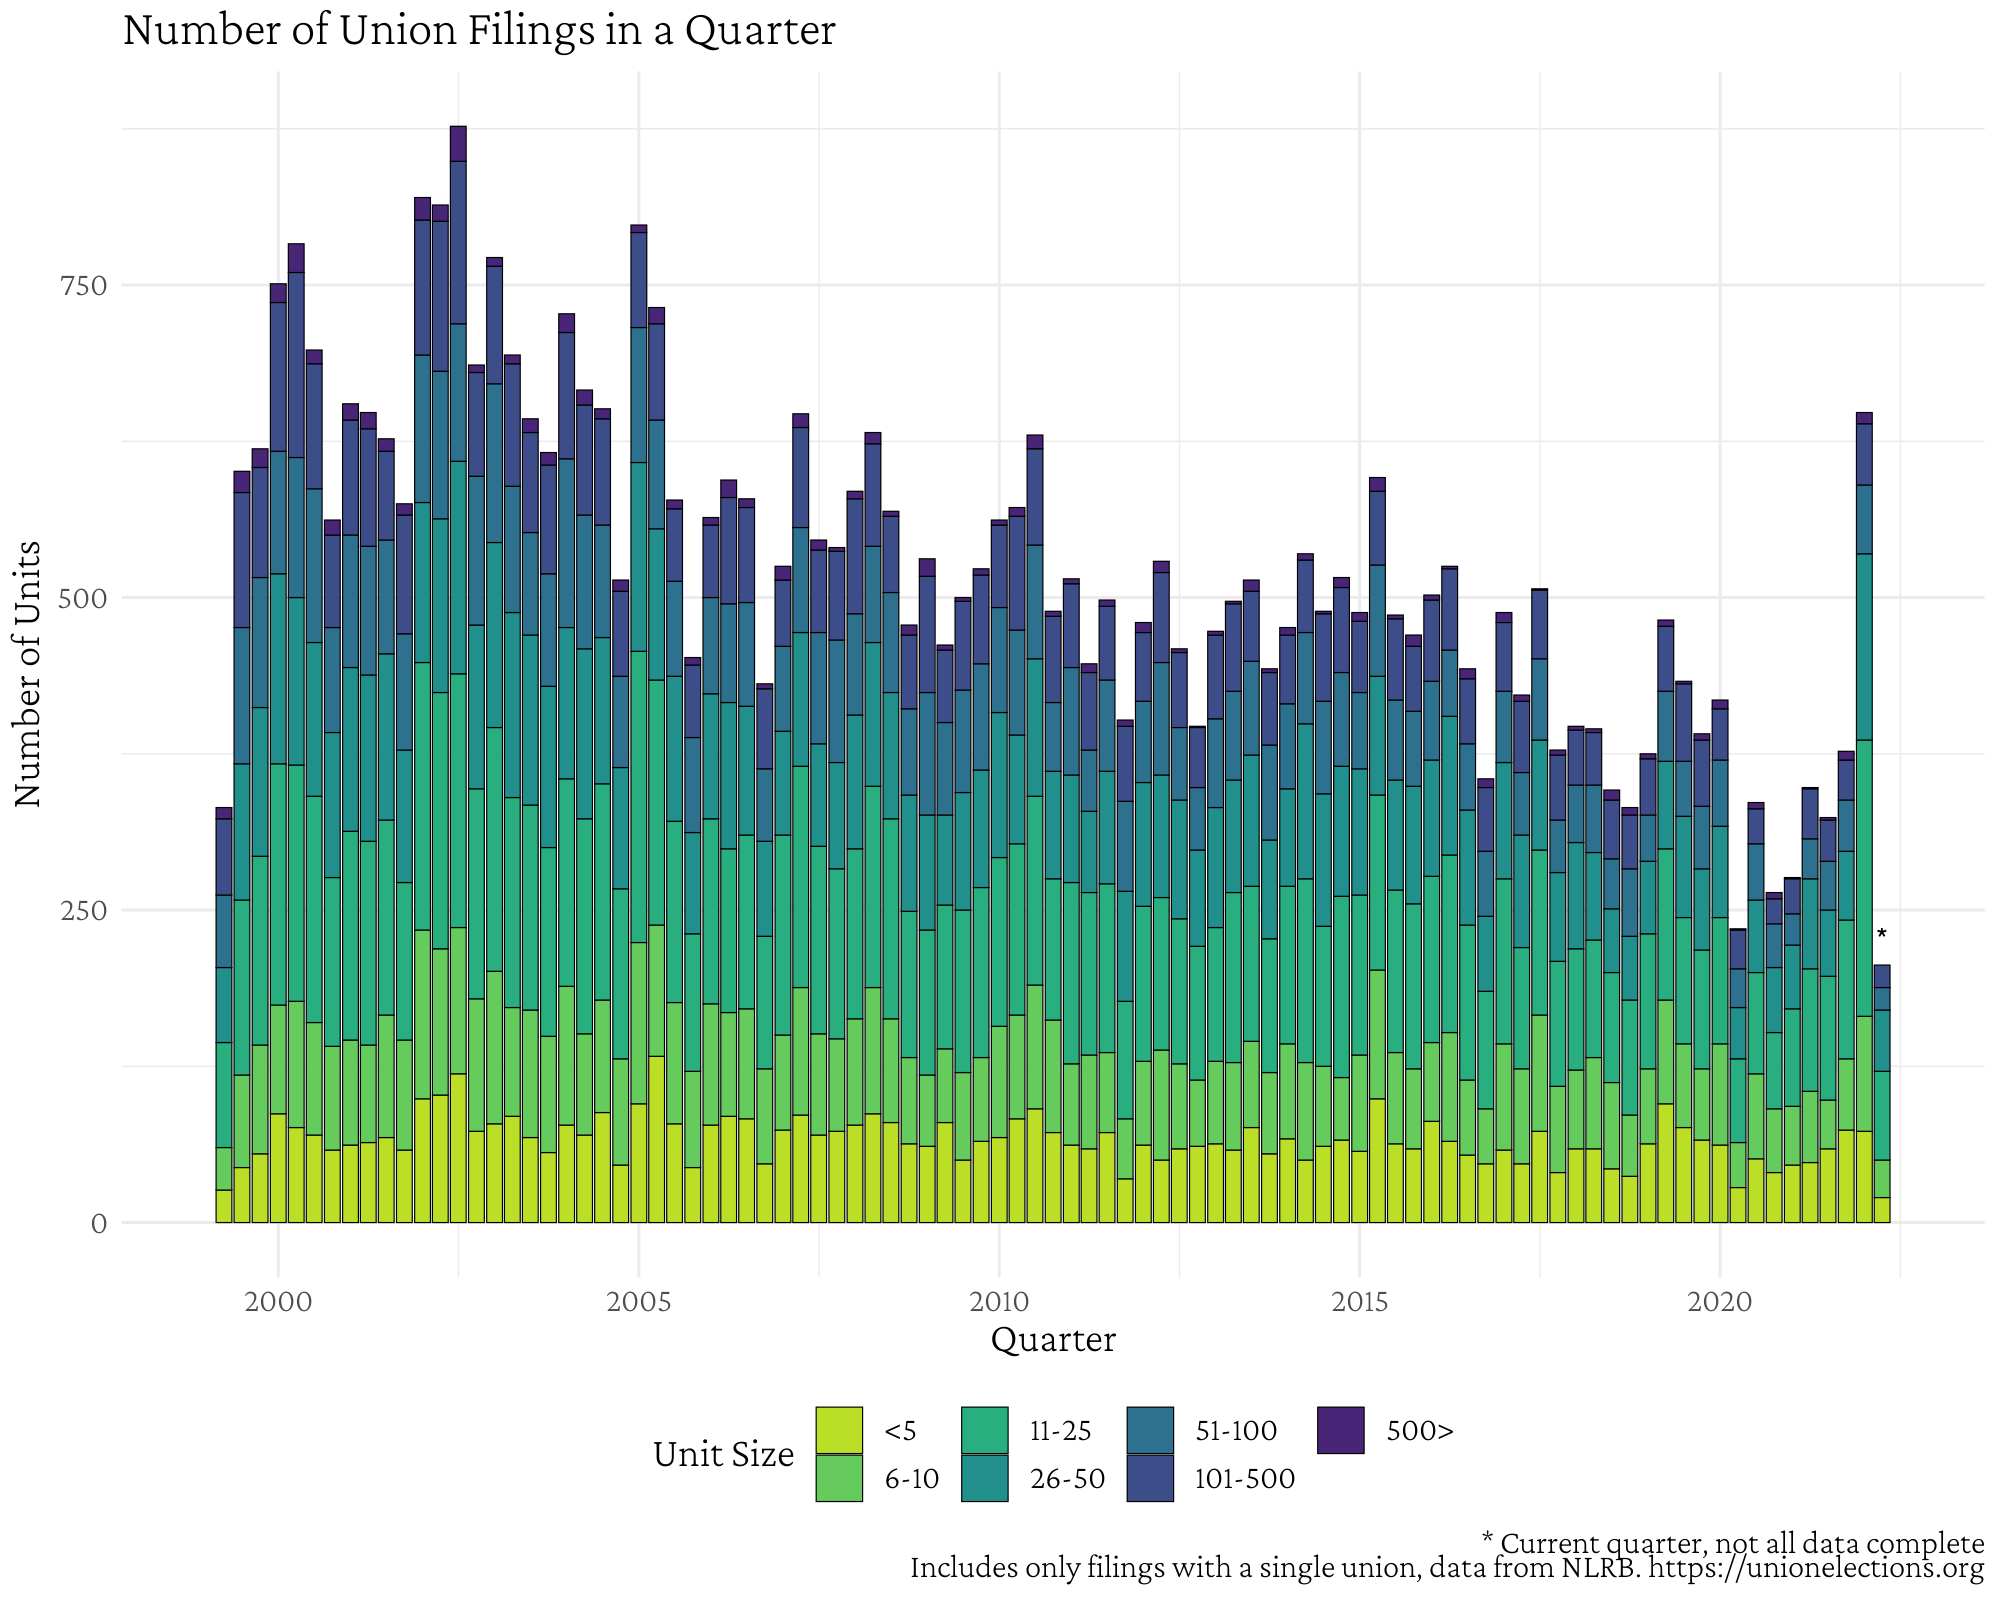 Number of Union Filings in a Quarter
Number of Units
750
500
250
0
2000 2005 2010 2015 2020
*
Quarter
Unit Size
<5 11-25 51-100 500>
6-10 26-50 101-500
* Current quarter, not all data complete
Includes only filings with a single union, data from NLRB. https://unionelections.org